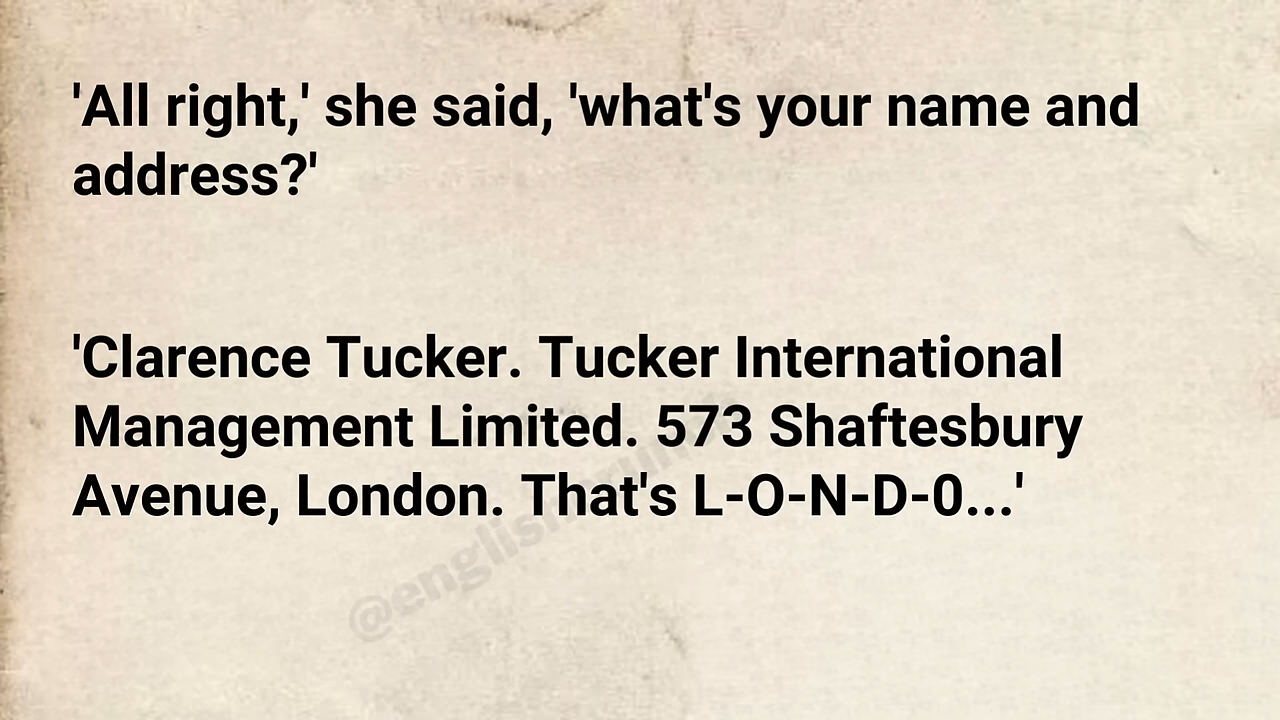 'All right,' she said, 'what's your name and
address?'
'Clarence Tucker. Tucker International
Management Limited. 573 Shaftesbury
Avenue, London. That's L-O-N-D-0...'